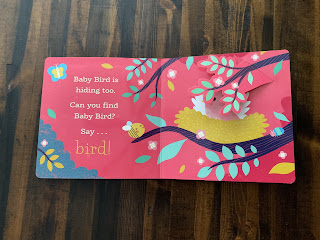 Baby Bird is
hiding too.
Can you find
Baby Bird?
Say . . .
bird!